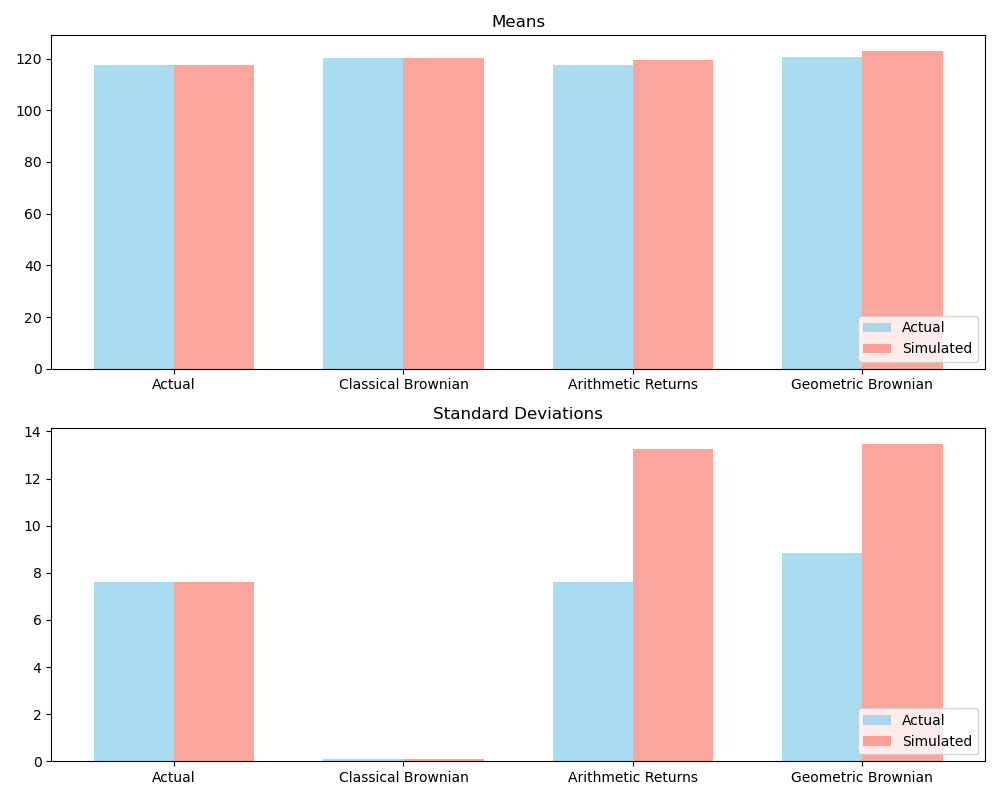 Means
120
100
80
60
40
20
0
Actual
Simulated
Actual Classical Brownian Arithmetic Returns Geometric Brownian
Standard Deviations
14
12
10
8
6
4
2
0
Actual
Simulated
Actual Classical Brownian Arithmetic Returns Geometric Brownian